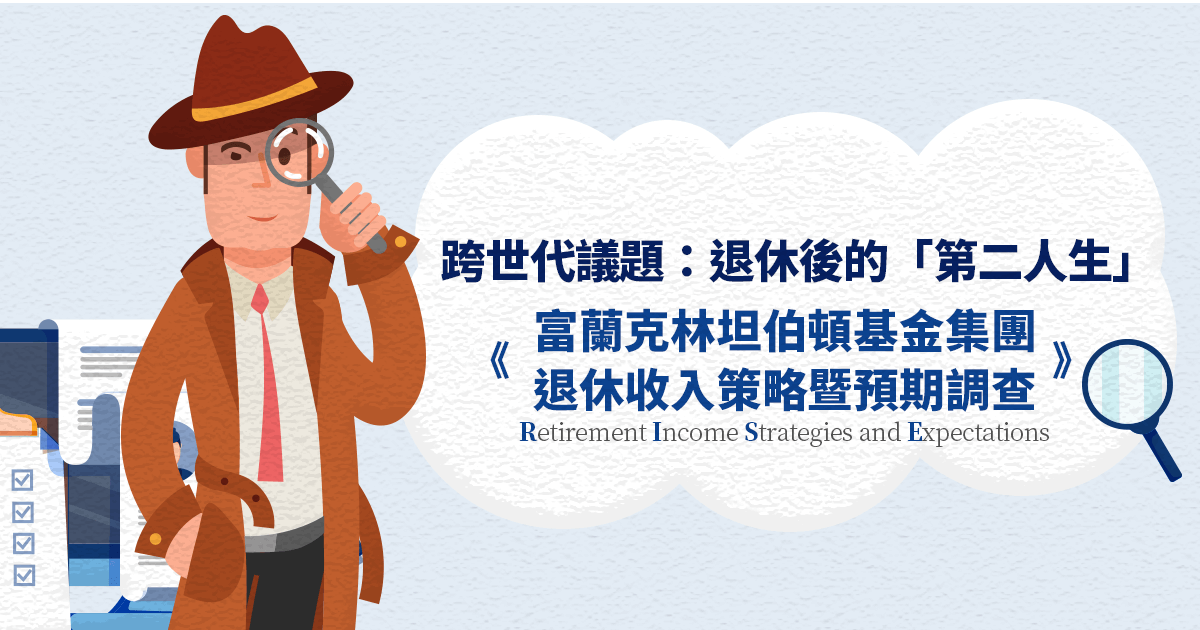 跨世代議題：退休後的「第二人生」
《 富蘭克林坦伯頓基金集團
退休收入策略暨預期調查 》
Retirement Income Strategies and Expectations